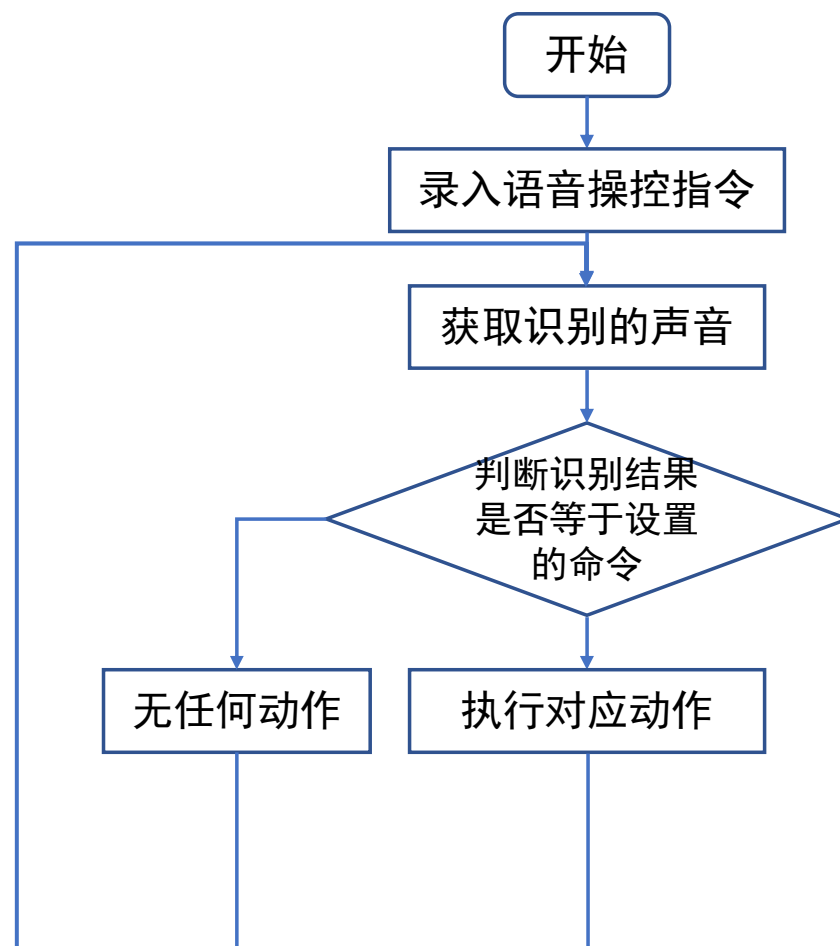 开始
录入语音操控指令
获取识别的声音
判断识别结果
是否等于设置
的命令
无任何动作
执行对应动作